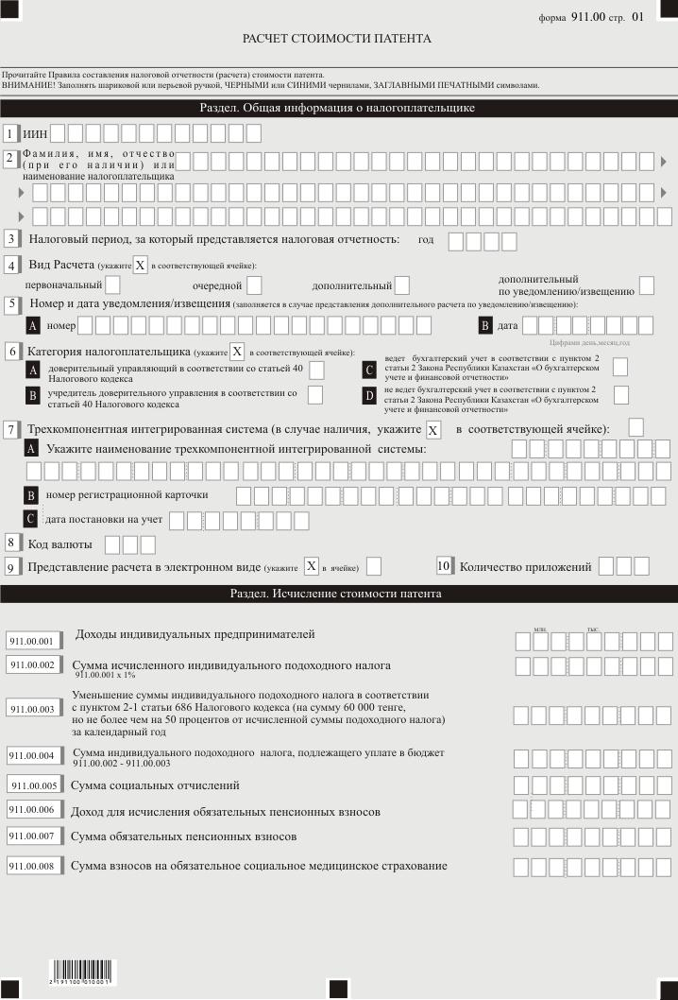 форма 911.00 стр. 01
РАСЧЕТ СТОИМОСТИ ПАТЕНТА
Прочитайте Правила составления налоговой отчетности (расчета) стоимости патента.
ВНИМАНИЕ! Заполнять шариковой или перьевой ручкой, ЧЕРНЫМИ или СИНИМИ чернилами, ЗАГЛАВНЫМИ ПЕЧАТНЫМИ символами.
Раздел. Общая информация о налогоплательщике
1 ИИН
2 Фамилия, имя, отчество
(при его наличии) или
наименование налогоплательщика
3 Налоговый период, за который представляется налоговая отчетность: год
4 Вид Расчета (укажите X в соответствующей ячейке):
первоначальный очередной дополнительный дополнительный
по уведомлению/извещению
5 Номер и дата уведомления/извещения (заполняется в случае представления дополнительного расчета по уведомлению/извещению):
A номер B дата
Цифрами день,месяц,год
6 Категория налогоплательщика (укажите X в соответствующей ячейке):
A доверительный управляющий в соответствии со статьей 40
Налогового кодекса
C ведет бухгалтерский учет в соответствии с пунктом 2
статьи 2 Закона Республики Казахстан «О бухгалтерском
учете и финансовой отчетности»
B учредитель доверительного управления в соответствии со
статьей 40 Налогового кодекса
D не ведет бухгалтерский учет в соответствии с пунктом 2
статьи 2 Закона Республики Казахстан «О бухгалтерском
учете и финансовой отчетности»
7 Трехкомпонентная интегрированная система (в случае наличия, укажите X в соответствующей ячейке):
A Укажите наименование трехкомпонентной интегрированной системы:
B номер регистрационной карточки
C дата постановки на учет
8 Код валюты
9 Представление расчета в электронном виде (укажите X в ячейке) 10 Количество приложений
Раздел. Исчисление стоимости патента
млн. тыс.
911.00.001 Доходы индивидуальных предпринимателей
911.00.002 Сумма исчисленного индивидуального подоходного налога
911.00.001 x 1%
911.00.003 Уменьшение суммы индивидуального подоходного налога в соответствии
с пунктом 2-1 статьи 686 Налогового кодекса (на сумму 60 000 тенге,
но не более чем на 50 процентов от исчисленной суммы подоходного налога)
за календарный год
911.00.004 Сумма индивидуального подоходного налога, подлежащего уплате в бюджет
911.00.002 - 911.00.003
911.00.005 Сумма социальных отчислений
911.00.006 Доход для исчисления обязательных пенсионных взносов
911.00.007 Сумма обязательных пенсионных взносов
911.00.008 Сумма взносов на обязательное социальное медицинское страхование
2 191100 010001